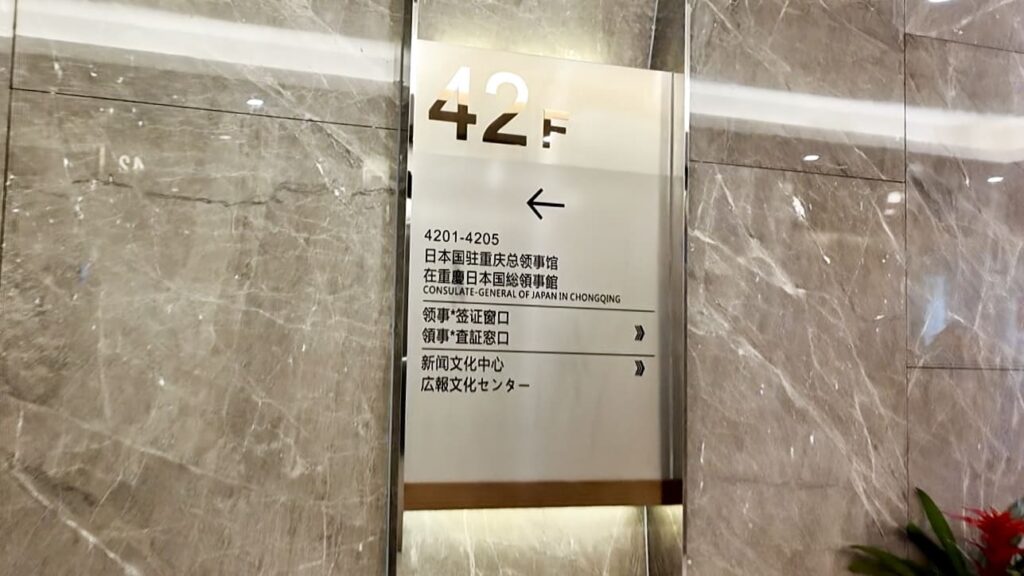 42F
←
4201-4205
日本国驻重庆总领事馆
在重慶日本国総領事館
CONSULATE-GENERAL OF JAPAN IN CHONGQING
领事*签证窗口
領事*査証窓口
新闻文化中心
広報文化センター